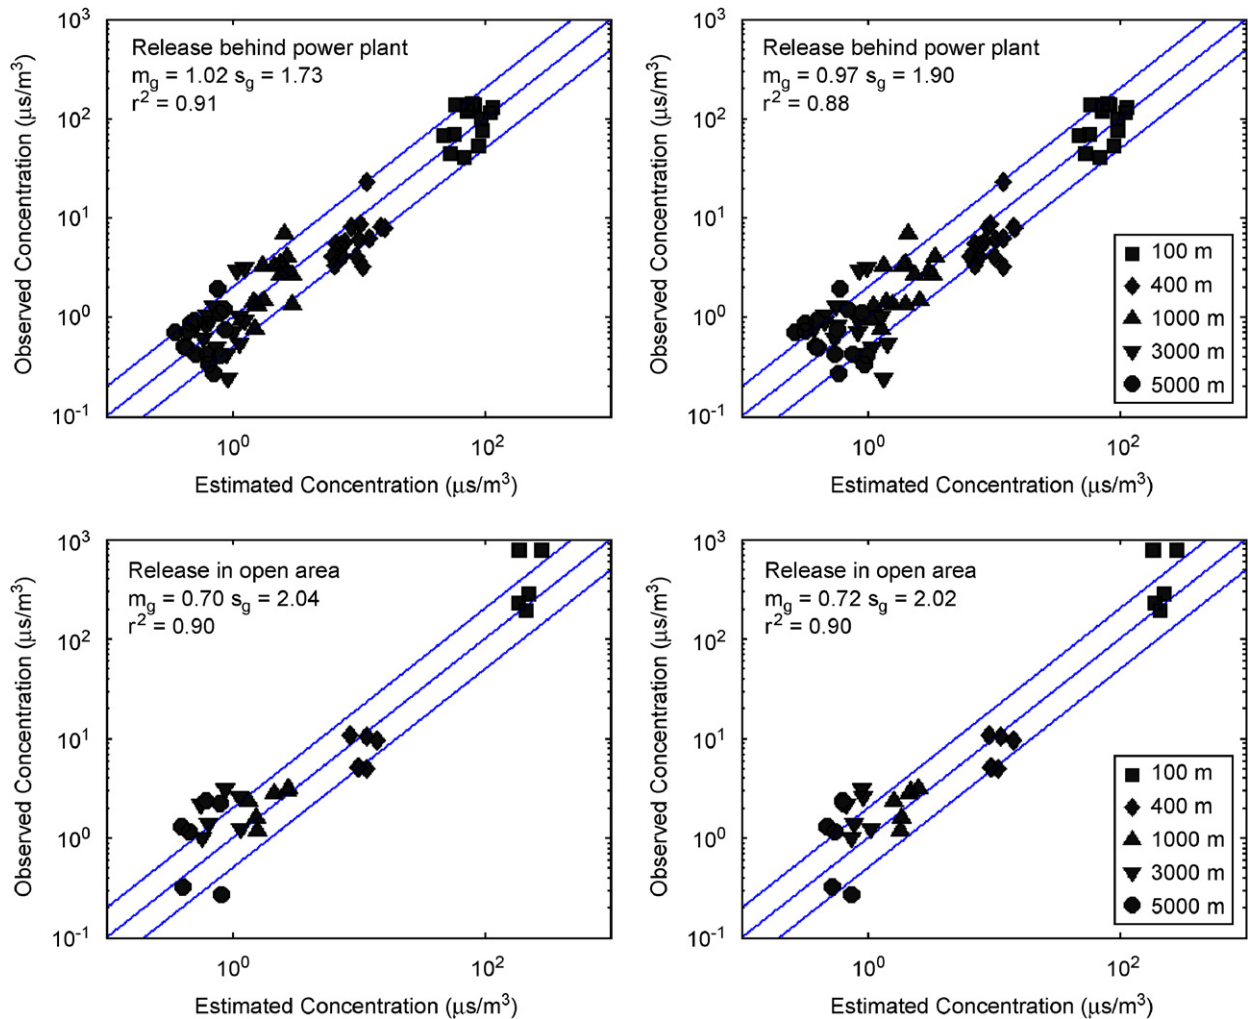 Release behind power plant
m_g = 1.02 s_g = 1.73
r² = 0.91
10³
10²
10¹
10⁰
10⁻¹
10⁰ 10²
Observed Concentration (μs/m³)
Estimated Concentration (μs/m³)
Release behind power plant
m_g = 0.97 s_g = 1.90
r² = 0.88
10³
10²
10¹
10⁰
10⁻¹
10⁰ 10²
Observed Concentration (μs/m³)
Estimated Concentration (μs/m³)
100 m
400 m
1000 m
3000 m
5000 m
Release in open area
m_g = 0.70 s_g = 2.04
r² = 0.90
10³
10²
10¹
10⁰
10⁻¹
10⁰ 10²
Observed Concentration (μs/m³)
Estimated Concentration (μs/m³)
Release in open area
m_g = 0.72 s_g = 2.02
r² = 0.90
10³
10²
10¹
10⁰
10⁻¹
10⁰ 10²
Observed Concentration (μs/m³)
Estimated Concentration (μs/m³)
100 m
400 m
1000 m
3000 m
5000 m